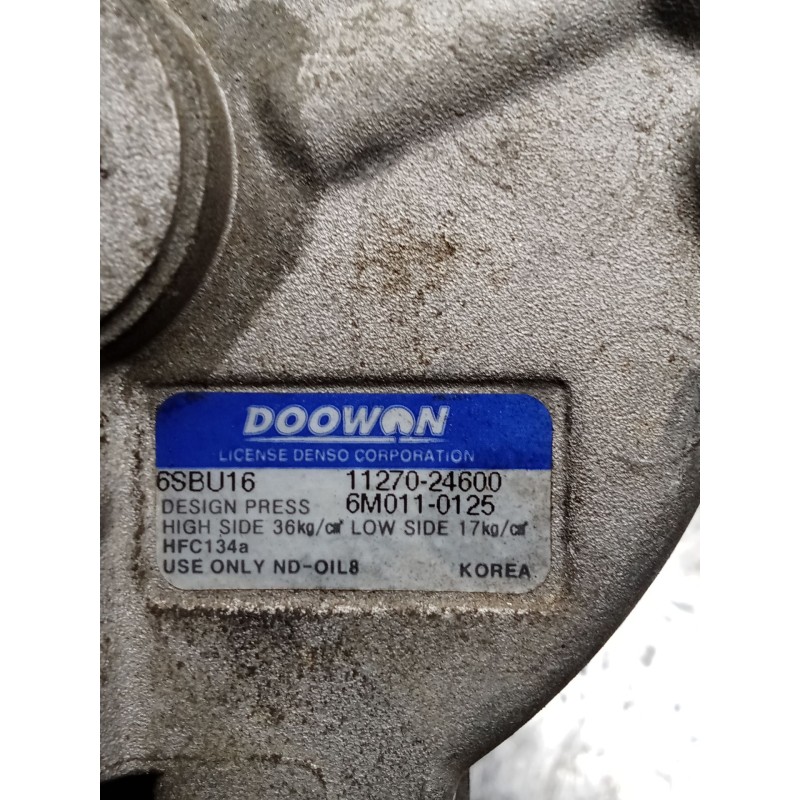 DOOWON
LICENSE DENSO CORPORATION
6SBU16 11270-24600
DESIGN PRESS 6M011-0125
HIGH SIDE 36kg/c㎡ LOW SIDE 17kg/c㎡
HFC134a
USE ONLY ND-OIL8 KOREA